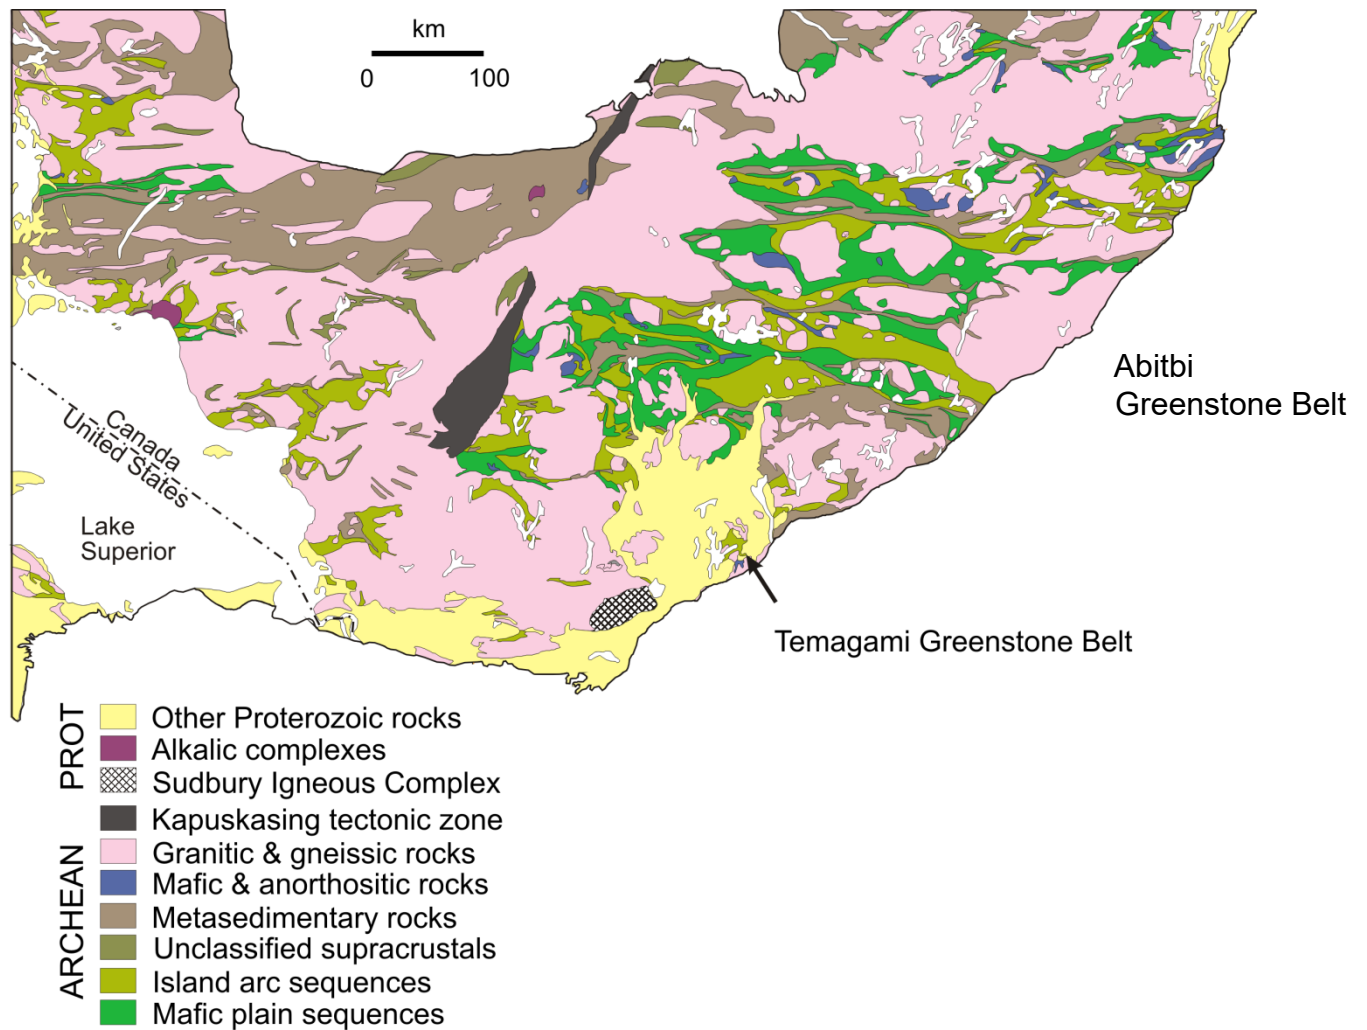 km
0 100
Abitbi
Greenstone Belt
Canada
United States
Lake
Superior
Temagami Greenstone Belt
PROT
Other Proterozoic rocks
Alkalic complexes
Sudbury Igneous Complex
ARCHEAN
Kapuskasing tectonic zone
Granitic & gneissic rocks
Mafic & anorthositic rocks
Metasedimentary rocks
Unclassified supracrustals
Island arc sequences
Mafic plain sequences